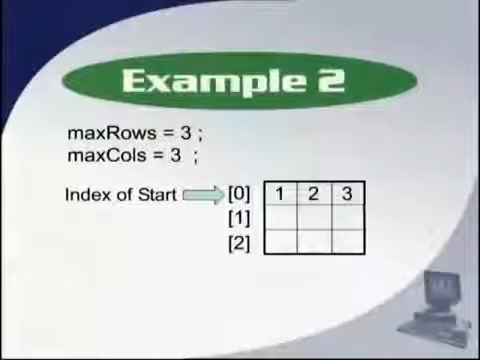 Example 2
maxRows = 3 ;
maxCols = 3 ;
Index of Start [0] 1 2 3
[1]
[2]